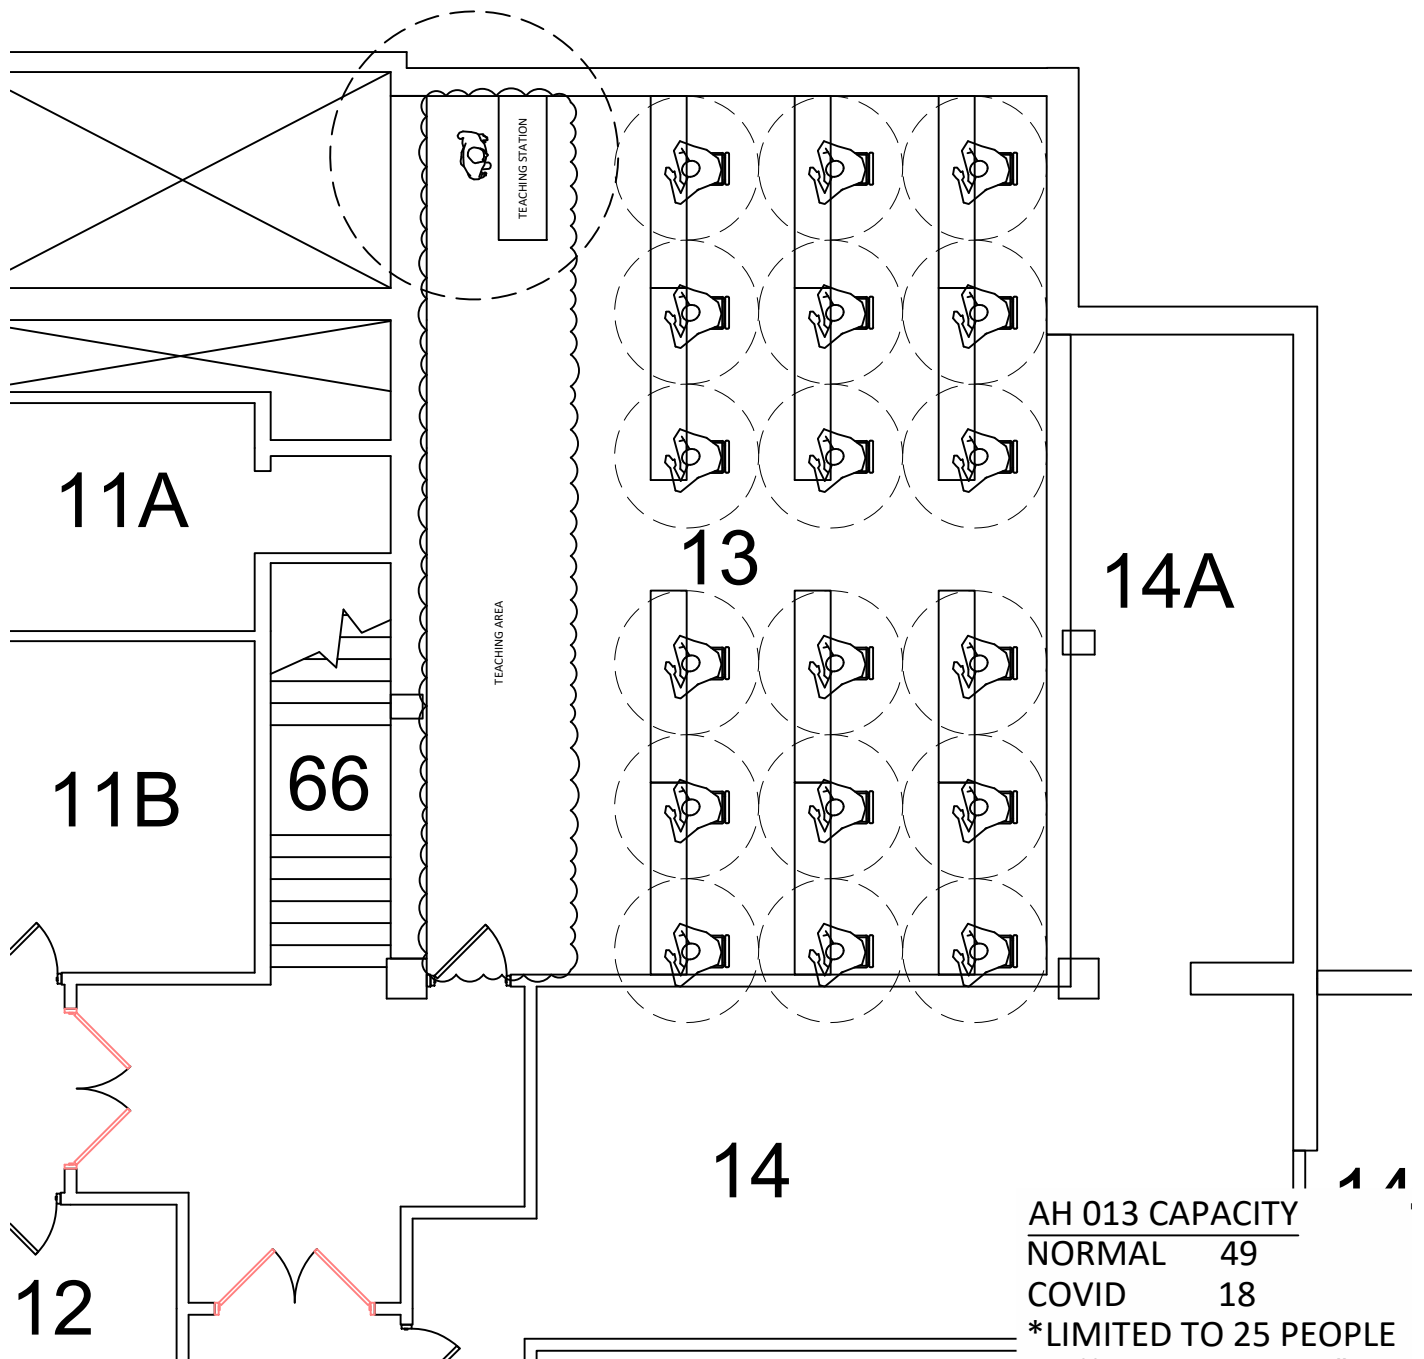 TEACHING STATION
11A
13
14A
TEACHING AREA
66
11B
14
12
AH 013 CAPACITY
NORMAL 49
COVID 18
*LIMITED TO 25 PEOPLE